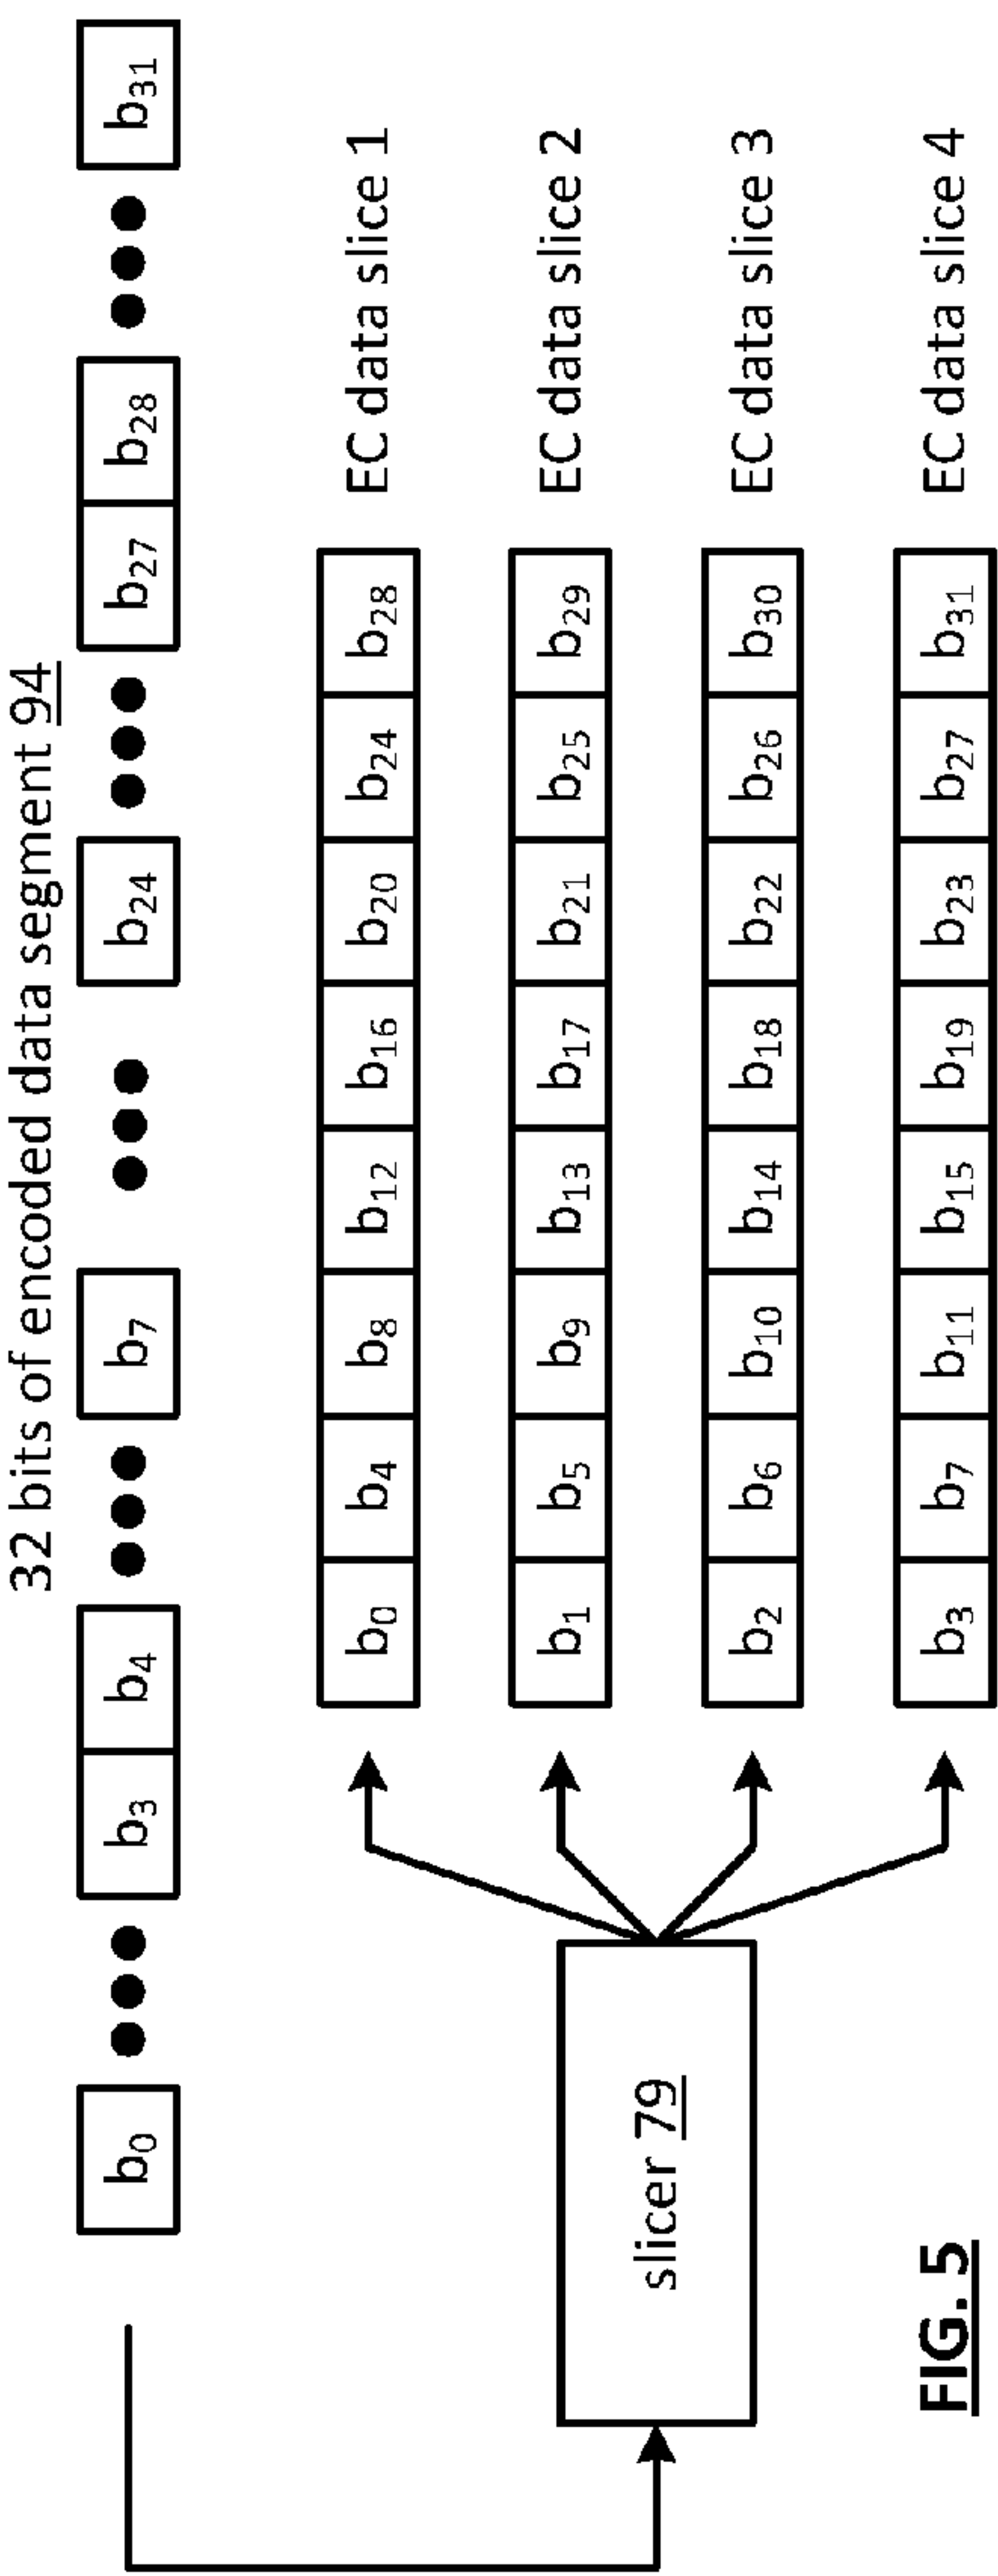 32 bits of encoded data segment 94
b0 b3 b4 b7 b24 b27 b28 b31
b0 b4 b8 b12 b16 b20 b24 b28 EC data slice 1
b1 b5 b9 b13 b17 b21 b25 b29 EC data slice 2
slicer 79
b2 b6 b10 b14 b18 b22 b26 b30 EC data slice 3
b3 b7 b11 b15 b19 b23 b27 b31 EC data slice 4
FIG. 5